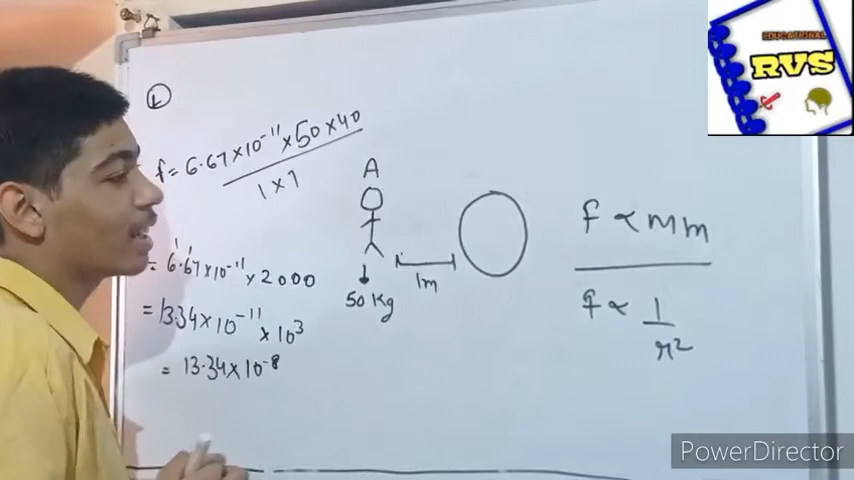 EDUCATIONAL
RVS
f = 6.67×10⁻¹¹×50×40
1×1
= 6.67×10⁻¹¹ × 2000
= 13.34×10⁻¹¹ × 10³
= 13.34×10⁻⁸
A
1m
50 Kg
f ∝ mm
f ∝ 1
r²
PowerDirector